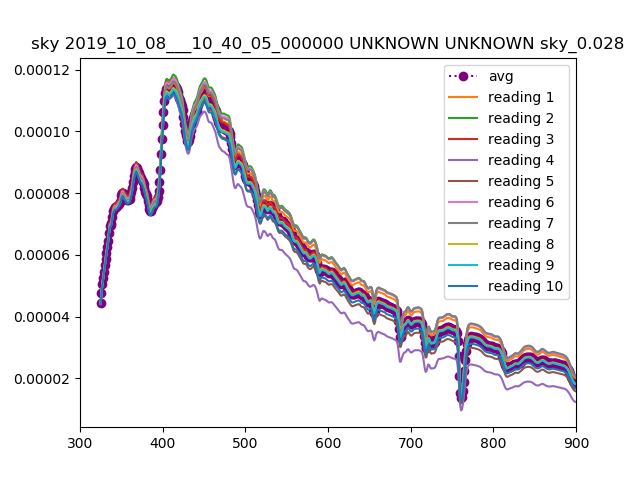 sky 2019_10_08___10_40_05_000000 UNKNOWN UNKNOWN sky_0.028
0.00012
0.00010
0.00008
0.00006
0.00004
0.00002
300 400 500 600 700 800 900
avg
reading 1
reading 2
reading 3
reading 4
reading 5
reading 6
reading 7
reading 8
reading 9
reading 10